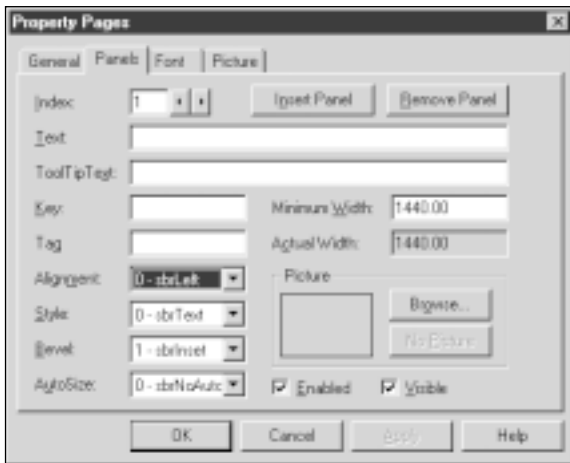 Property Pages
General Panels Font Picture
Index: 1 Insert Panel Remove Panel
Text
ToolTipText:
Key: Minimum Width: 1440.00
Tag Actual Width: 1440.00
Alignment: 0 - sbrLeft Picture
Style: 0 - sbrText Browse...
Bevel: 1 - sbrInset No Picture
AutoSize: 0 - sbrNoAutc Enabled Visible
OK Cancel Apply Help